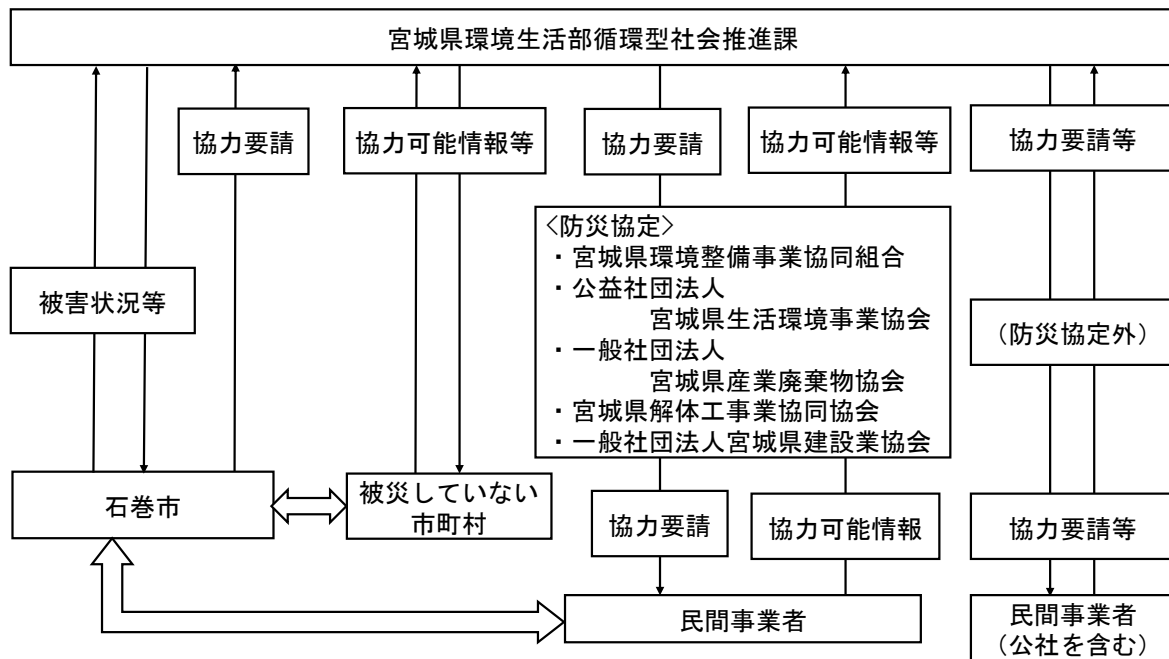 宮城県環境生活部循環型社会推進課
協力要請
協力可能情報等
協力要請
協力可能情報等
協力要請等
被害状況等
<防災協定>
・宮城県環境整備事業協同組合
・公益社団法人
宮城県生活環境事業協会
・一般社団法人
宮城県産業廃棄物協会
・宮城県解体工事業協同協会
・一般社団法人宮城県建設業協会
（防災協定外）
石巻市
被災していない
市町村
協力要請
協力可能情報
協力要請等
民間事業者
民間事業者
（公社を含む）